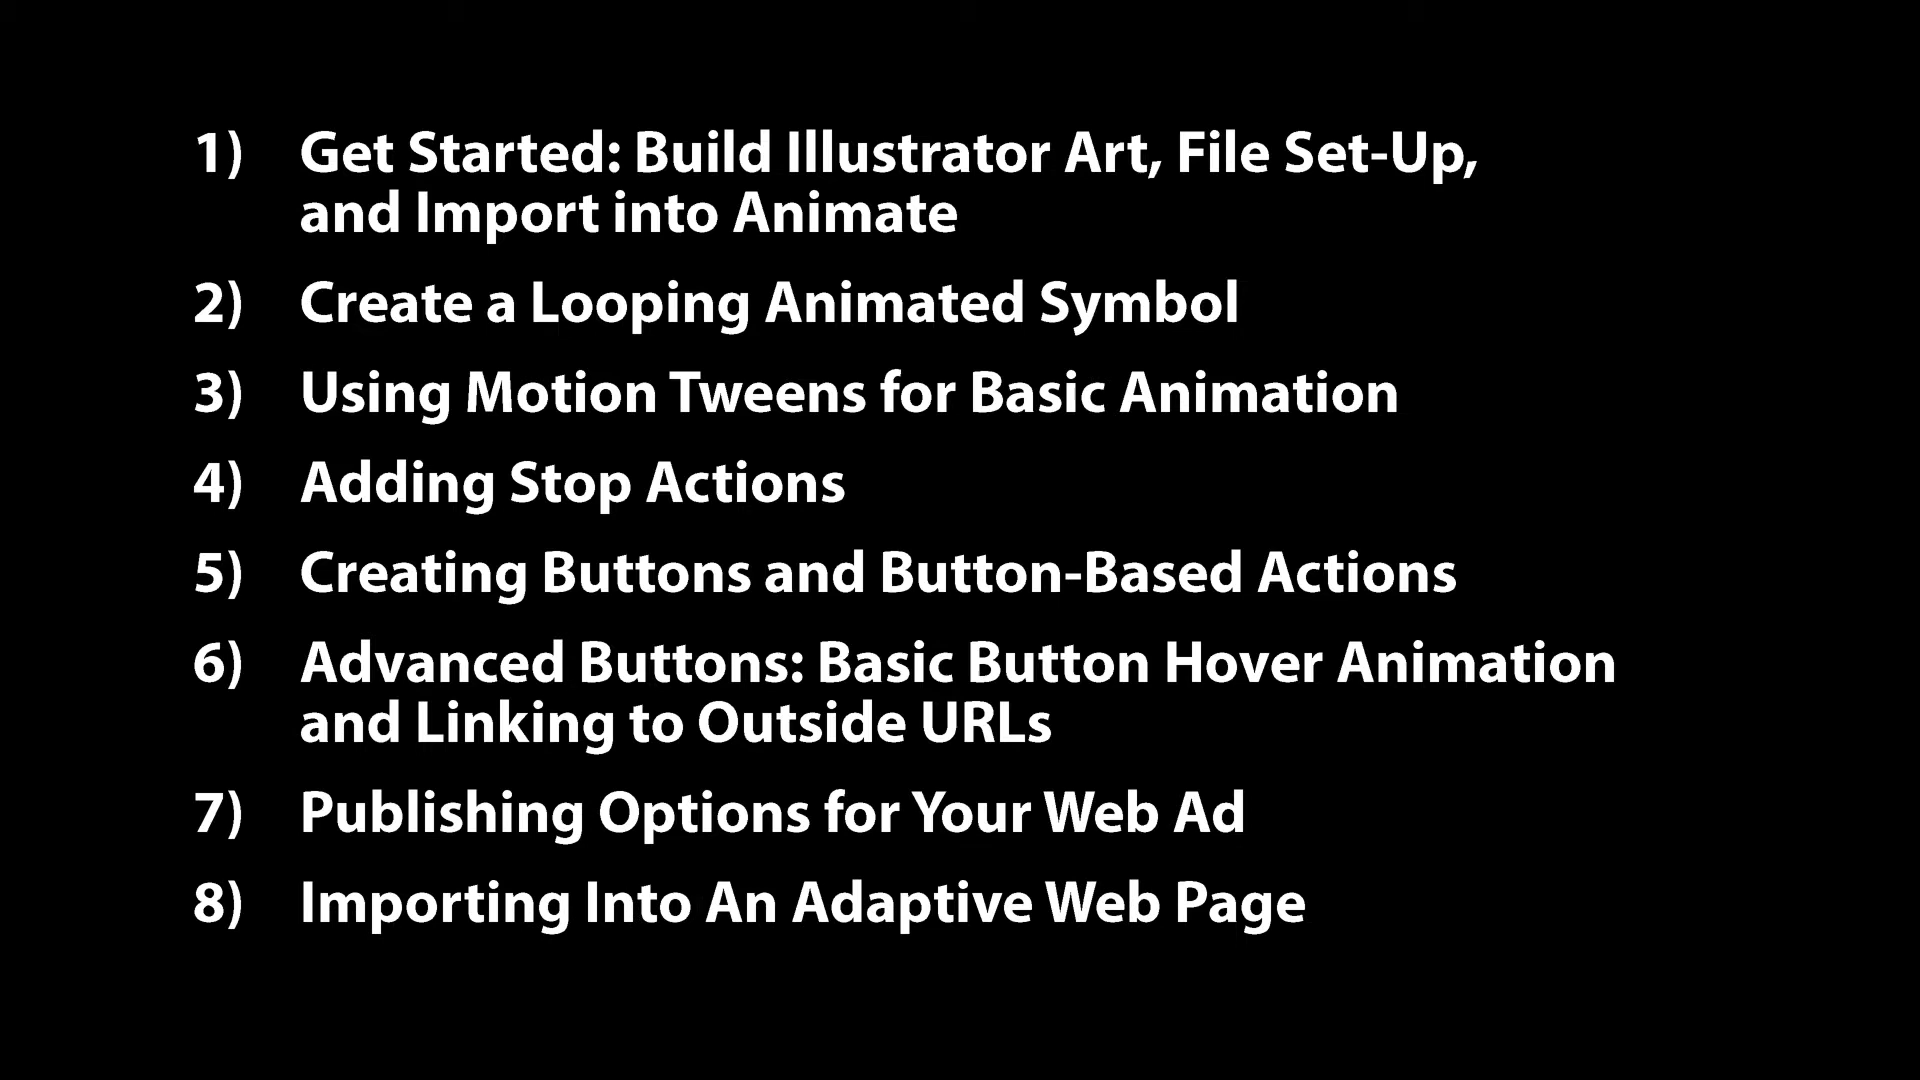 1) Get Started: Build Illustrator Art, File Set-Up,
and Import into Animate
2) Create a Looping Animated Symbol
3) Using Motion Tweens for Basic Animation
4) Adding Stop Actions
5) Creating Buttons and Button-Based Actions
6) Advanced Buttons: Basic Button Hover Animation
and Linking to Outside URLs
7) Publishing Options for Your Web Ad
8) Importing Into An Adaptive Web Page